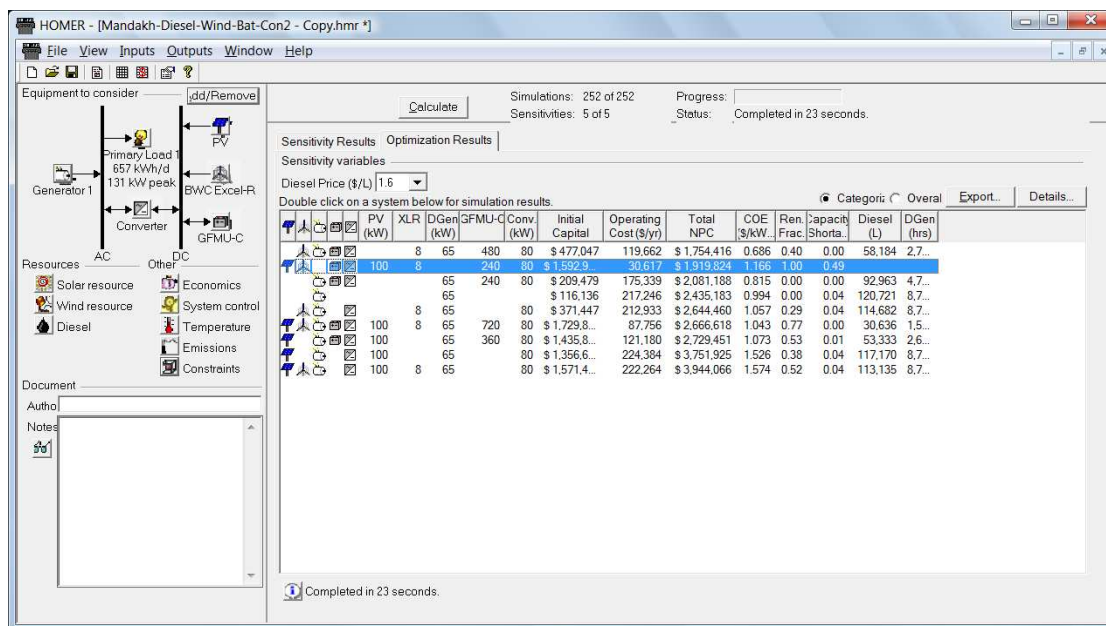 HOMER - [Mandakh-Diesel-Wind-Bat-Con2 - Copy.hmr *]
File View Inputs Outputs Window Help
Equipment to consider dd/Remove
Calculate
Simulations: 252 of 252 Progress:
Sensitivities: 5 of 5 Status: Completed in 23 seconds.
PV
Primary Load 1
657 kWh/d
131 kW peak
Generator 1
BWC Excel-R
Converter
GFMU-C
AC DC
Resources Other
Solar resource Economics
Wind resource System control
Diesel Temperature
Emissions
Constraints
Document
Autho
Notes
Sensitivity Results Optimization Results
Sensitivity variables
Diesel Price ($/L) 1.6
Double click on a system below for simulation results. Categoriz Overal Export... Details...
PV (kW) XLR DGen (kW) GFMU-C Conv. (kW) Initial Capital Operating Cost ($/yr) Total NPC COE ($/kW... Ren. Frac. Capacity Shorta... Diesel (L) DGen (hrs)
8 65 480 80 $ 477,047 119,662 $ 1,754,416 0.686 0.40 0.00 58,184 2,7...
100 8 240 80 $ 1,592,9... 30,617 $ 1,919,824 1.166 1.00 0.49
65 240 80 $ 209,479 175,339 $ 2,081,188 0.815 0.00 0.00 92,963 4,7...
65 $ 116,136 217,246 $ 2,435,183 0.994 0.00 0.04 120,721 8,7...
8 65 80 $ 371,447 212,933 $ 2,644,460 1.057 0.29 0.04 114,682 8,7...
100 8 65 720 80 $ 1,729,8... 87,756 $ 2,666,618 1.043 0.77 0.00 30,636 1,5...
100 65 360 80 $ 1,435,8... 121,180 $ 2,729,451 1.073 0.53 0.01 53,333 2,6...
100 65 80 $ 1,356,6... 224,384 $ 3,751,925 1.526 0.38 0.04 117,170 8,7...
100 8 65 80 $ 1,571,4... 222,264 $ 3,944,066 1.574 0.52 0.04 113,135 8,7...
Completed in 23 seconds.